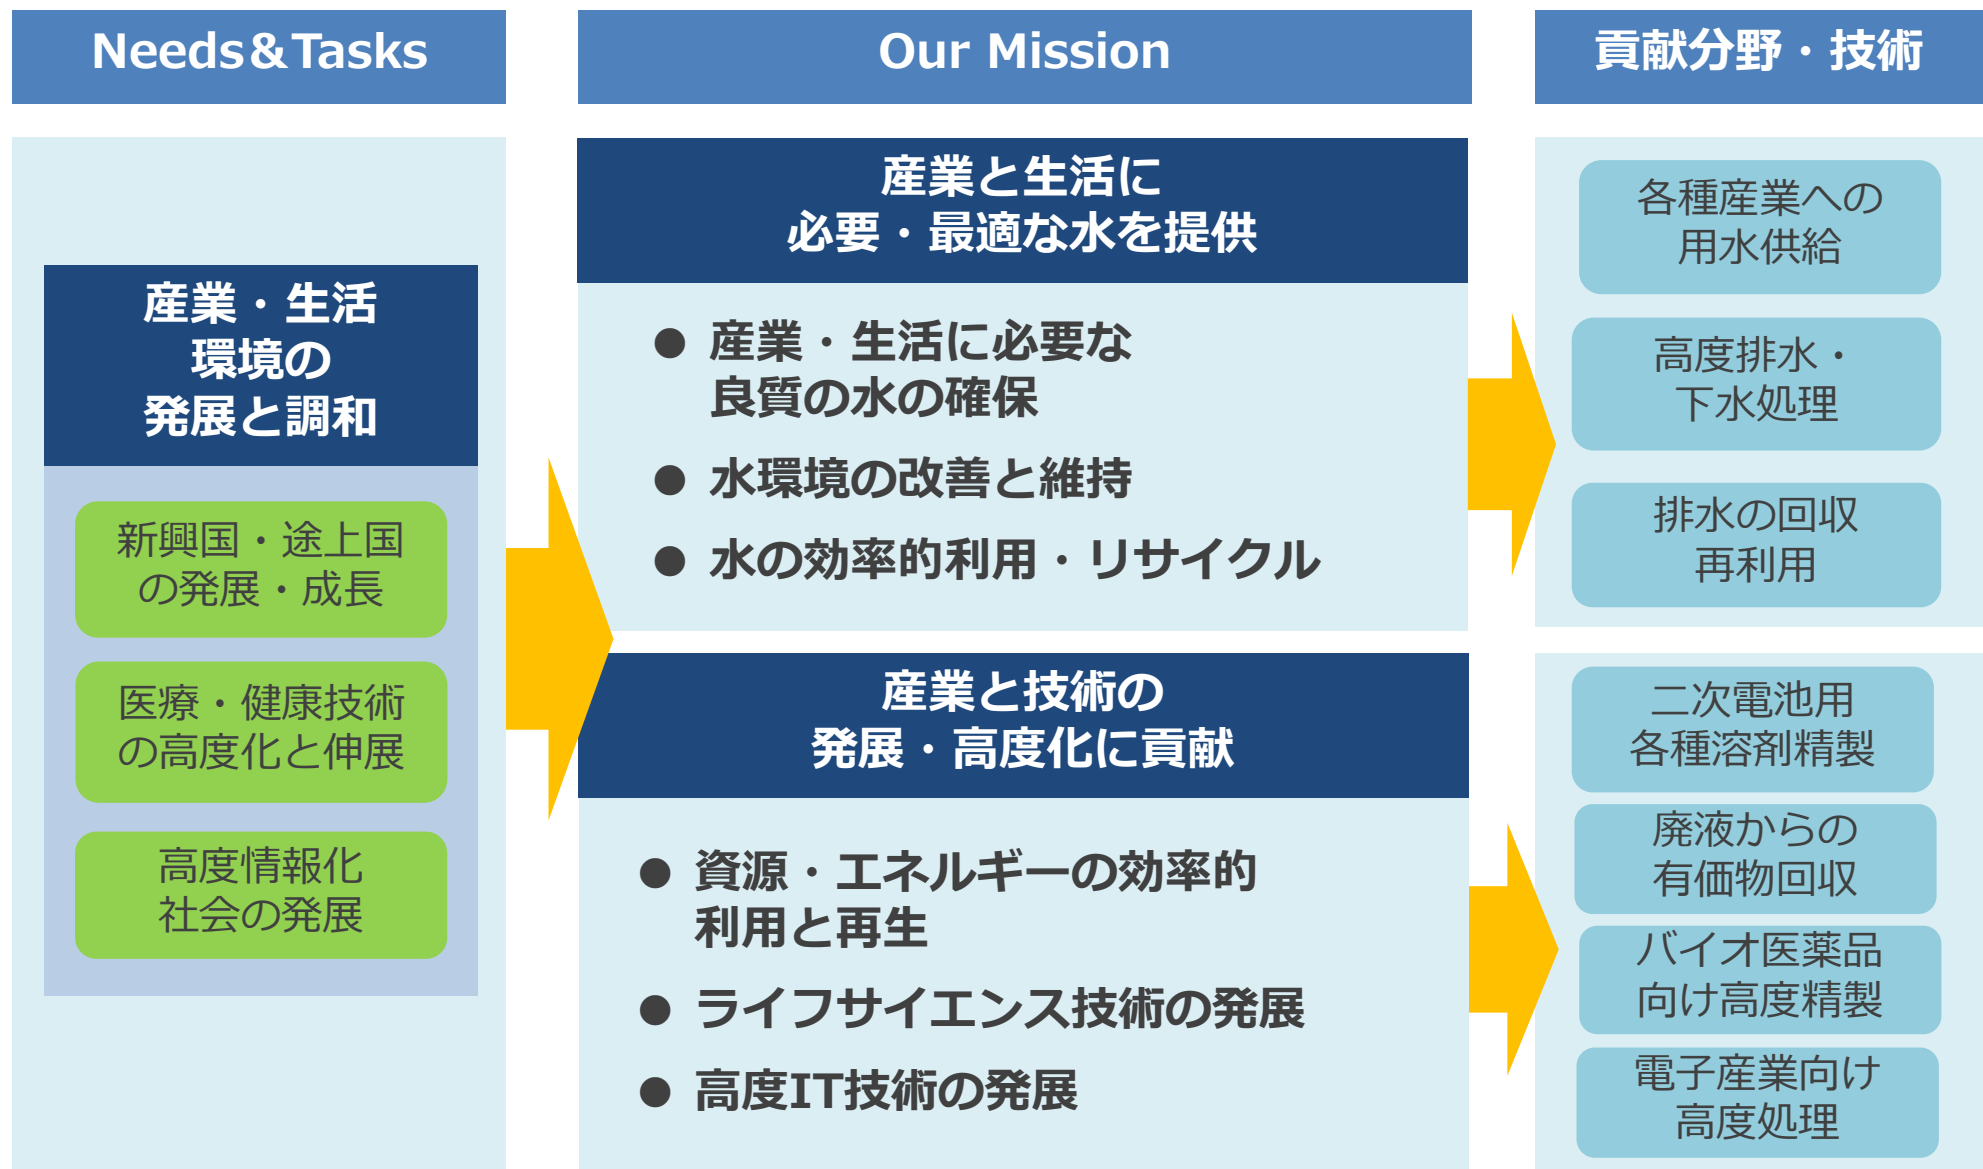 Needs&Tasks
産業・生活
環境の
発展と調和
新興国・途上国
の発展・成長
医療・健康技術
の高度化と伸展
高度情報化
社会の発展
Our Mission
産業と生活に
必要・最適な水を提供
● 産業・生活に必要な
良質の水の確保
● 水環境の改善と維持
● 水の効率的利用・リサイクル
産業と技術の
発展・高度化に貢献
● 資源・エネルギーの効率的
利用と再生
● ライフサイエンス技術の発展
● 高度IT技術の発展
貢献分野・技術
各種産業への
用水供給
高度排水・
下水処理
排水の回収
再利用
二次電池用
各種溶剤精製
廃液からの
有価物回収
バイオ医薬品
向け高度精製
電子産業向け
高度処理